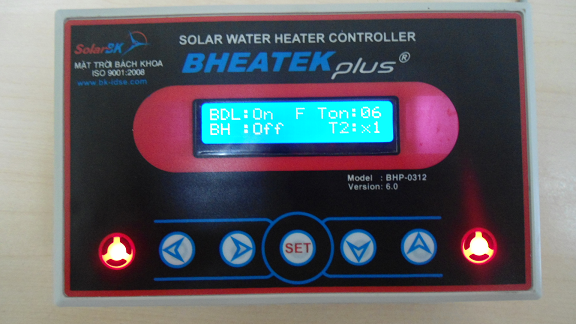 SolarBK
MẶT TRỜI BÁCH KHOA
ISO 9001:2008
www.bk-idse.com
SOLAR WATER HEATER CONTROLLER
BHEATEK plus®
BDL:On F Ton:06
BH :Off T2:x1
Model : BHP-0312
Version: 6.0
SET